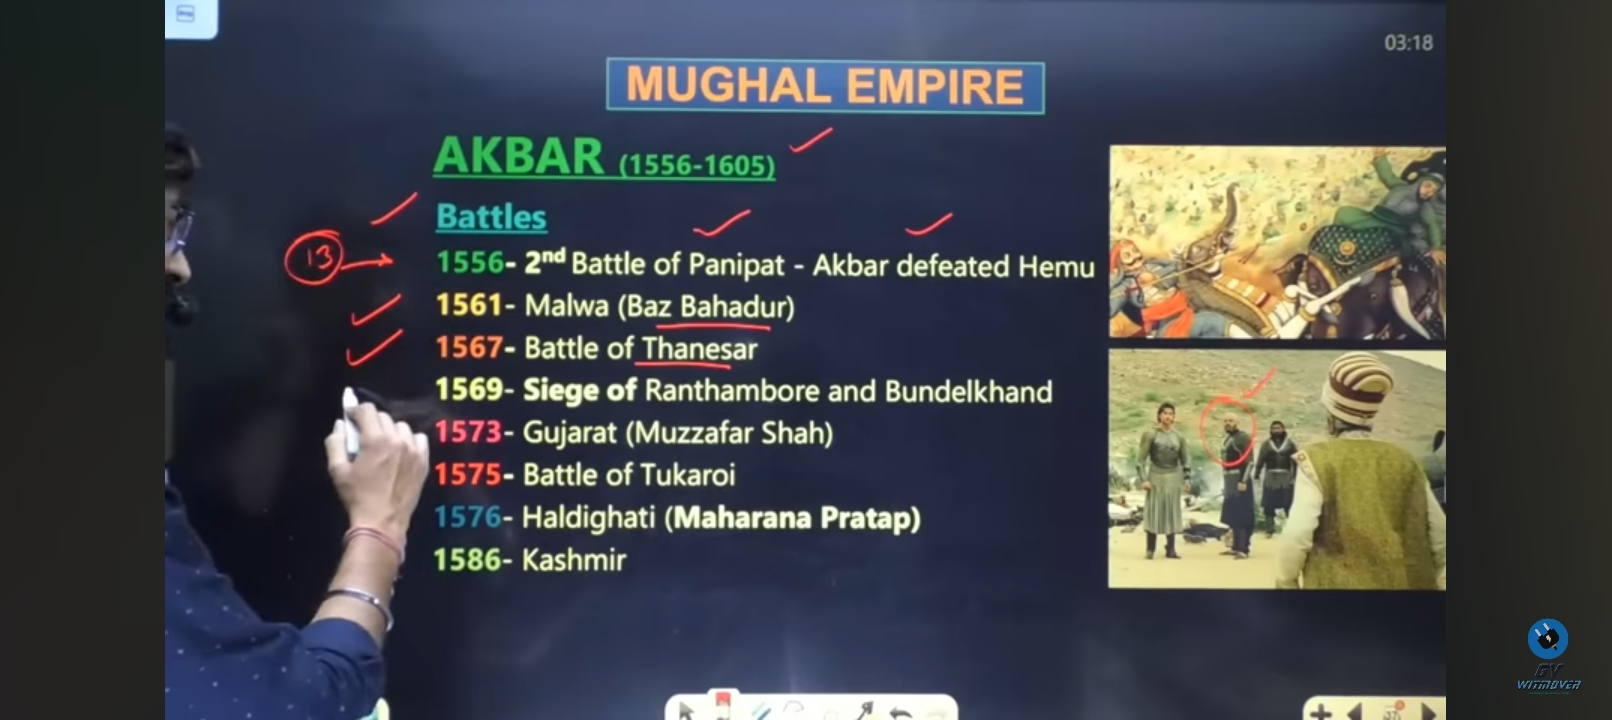 03:18
MUGHAL EMPIRE
AKBAR (1556-1605)
Battles
13
1556- 2nd Battle of Panipat - Akbar defeated Hemu
1561- Malwa (Baz Bahadur)
1567- Battle of Thanesar
1569- Siege of Ranthambore and Bundelkhand
1573- Gujarat (Muzzafar Shah)
1575- Battle of Tukaroi
1576- Haldighati (Maharana Pratap)
1586- Kashmir
GY
WITMOVER